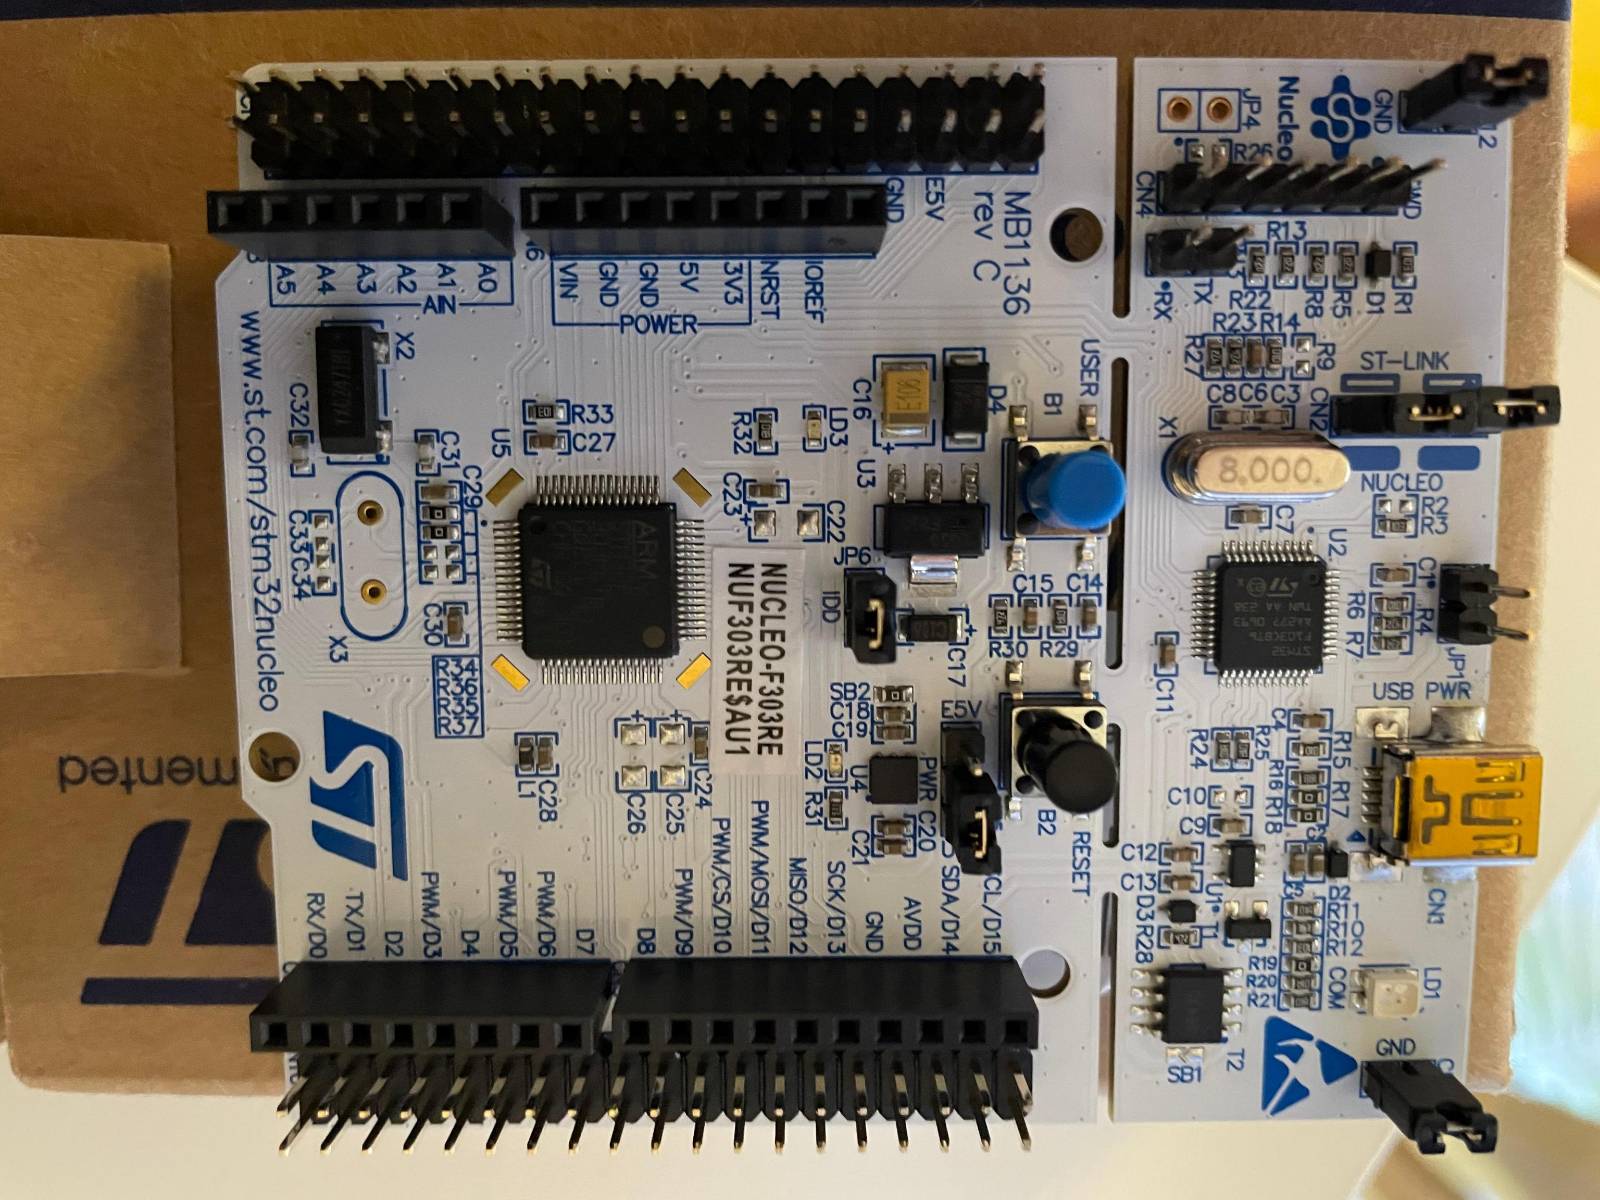 Nucleo
GND
JP4
R26
CN4
MB1136
rev C
E5V
GND
IOREF
NRST
3V3
5V
GND
GND
VIN
POWER
A0
A1
A2
A3
A4
A5
AIN
TX
RX
R13
R22
R8
R5
D1
R1
R23
R14
R27
R9
C8
C6
C3
ST-LINK
CN2
NUCLEO
X1
8.000.
USER
B1
D4
C16
U3
LD3
R32
C23
C22
R33
C27
U5
X2
C32
C31
C29
C33
C34
C30
X3
R34
R36
R35
R37
www.st.com/stm32nucleo
ARM
NUCLEO-F303RE
NUF303RE$AU1
JP6
IDD
C15
C14
R30
R29
C17
C7
U2
R2
R3
C1
R6
R4
R7
JP1
C11
STM32
F103CBT6
USB PWR
SB2
C18
C19
E5V
LD2
R31
U4
PWR
C20
C21
B2
RESET
L1
C28
C26
C25
C24
ST
C4
R15
R24
R25
R16
R17
R18
C10
C9
C12
C13
D3
R28
U1
T1
CN1
R11
R10
R12
R19
R20
R21
COM
LD1
T2
SB1
GND
RX/D0
TX/D1
D2
PWM/D3
D4
PWM/D5
PWM/D6
D7
D8
PWM/D9
PWM/CS/D10
PWM/MOSI/D11
MISO/D12
SCK/D13
GND
AVDD
SDA/D14
CL/D15
mented